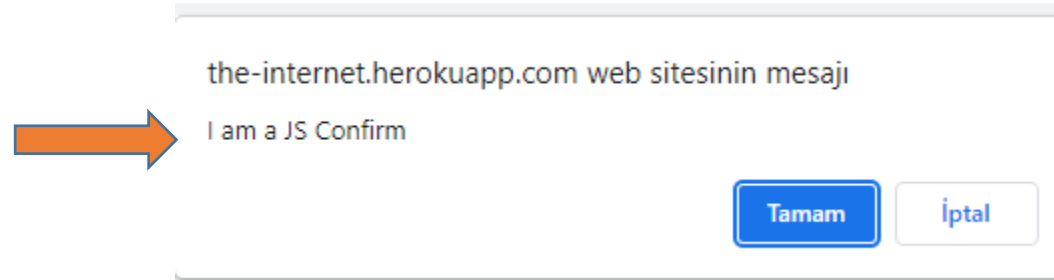 the-internet.herokuapp.com web sitesinin mesajı
I am a JS Confirm
Tamam İptal